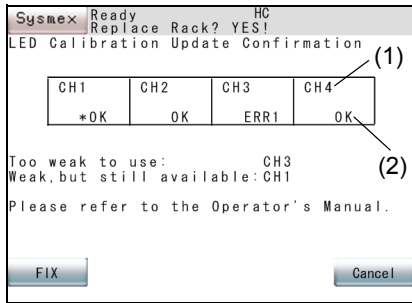 Sysmex Ready HC
Replace Rack? YES!
LED Calibration Update Confirmation
(1)
CH1 CH2 CH3 CH4
*OK OK ERR1 OK
(2)
Too weak to use: CH3
Weak,but still available:CH1
Please refer to the Operator's Manual.
FIX Cancel